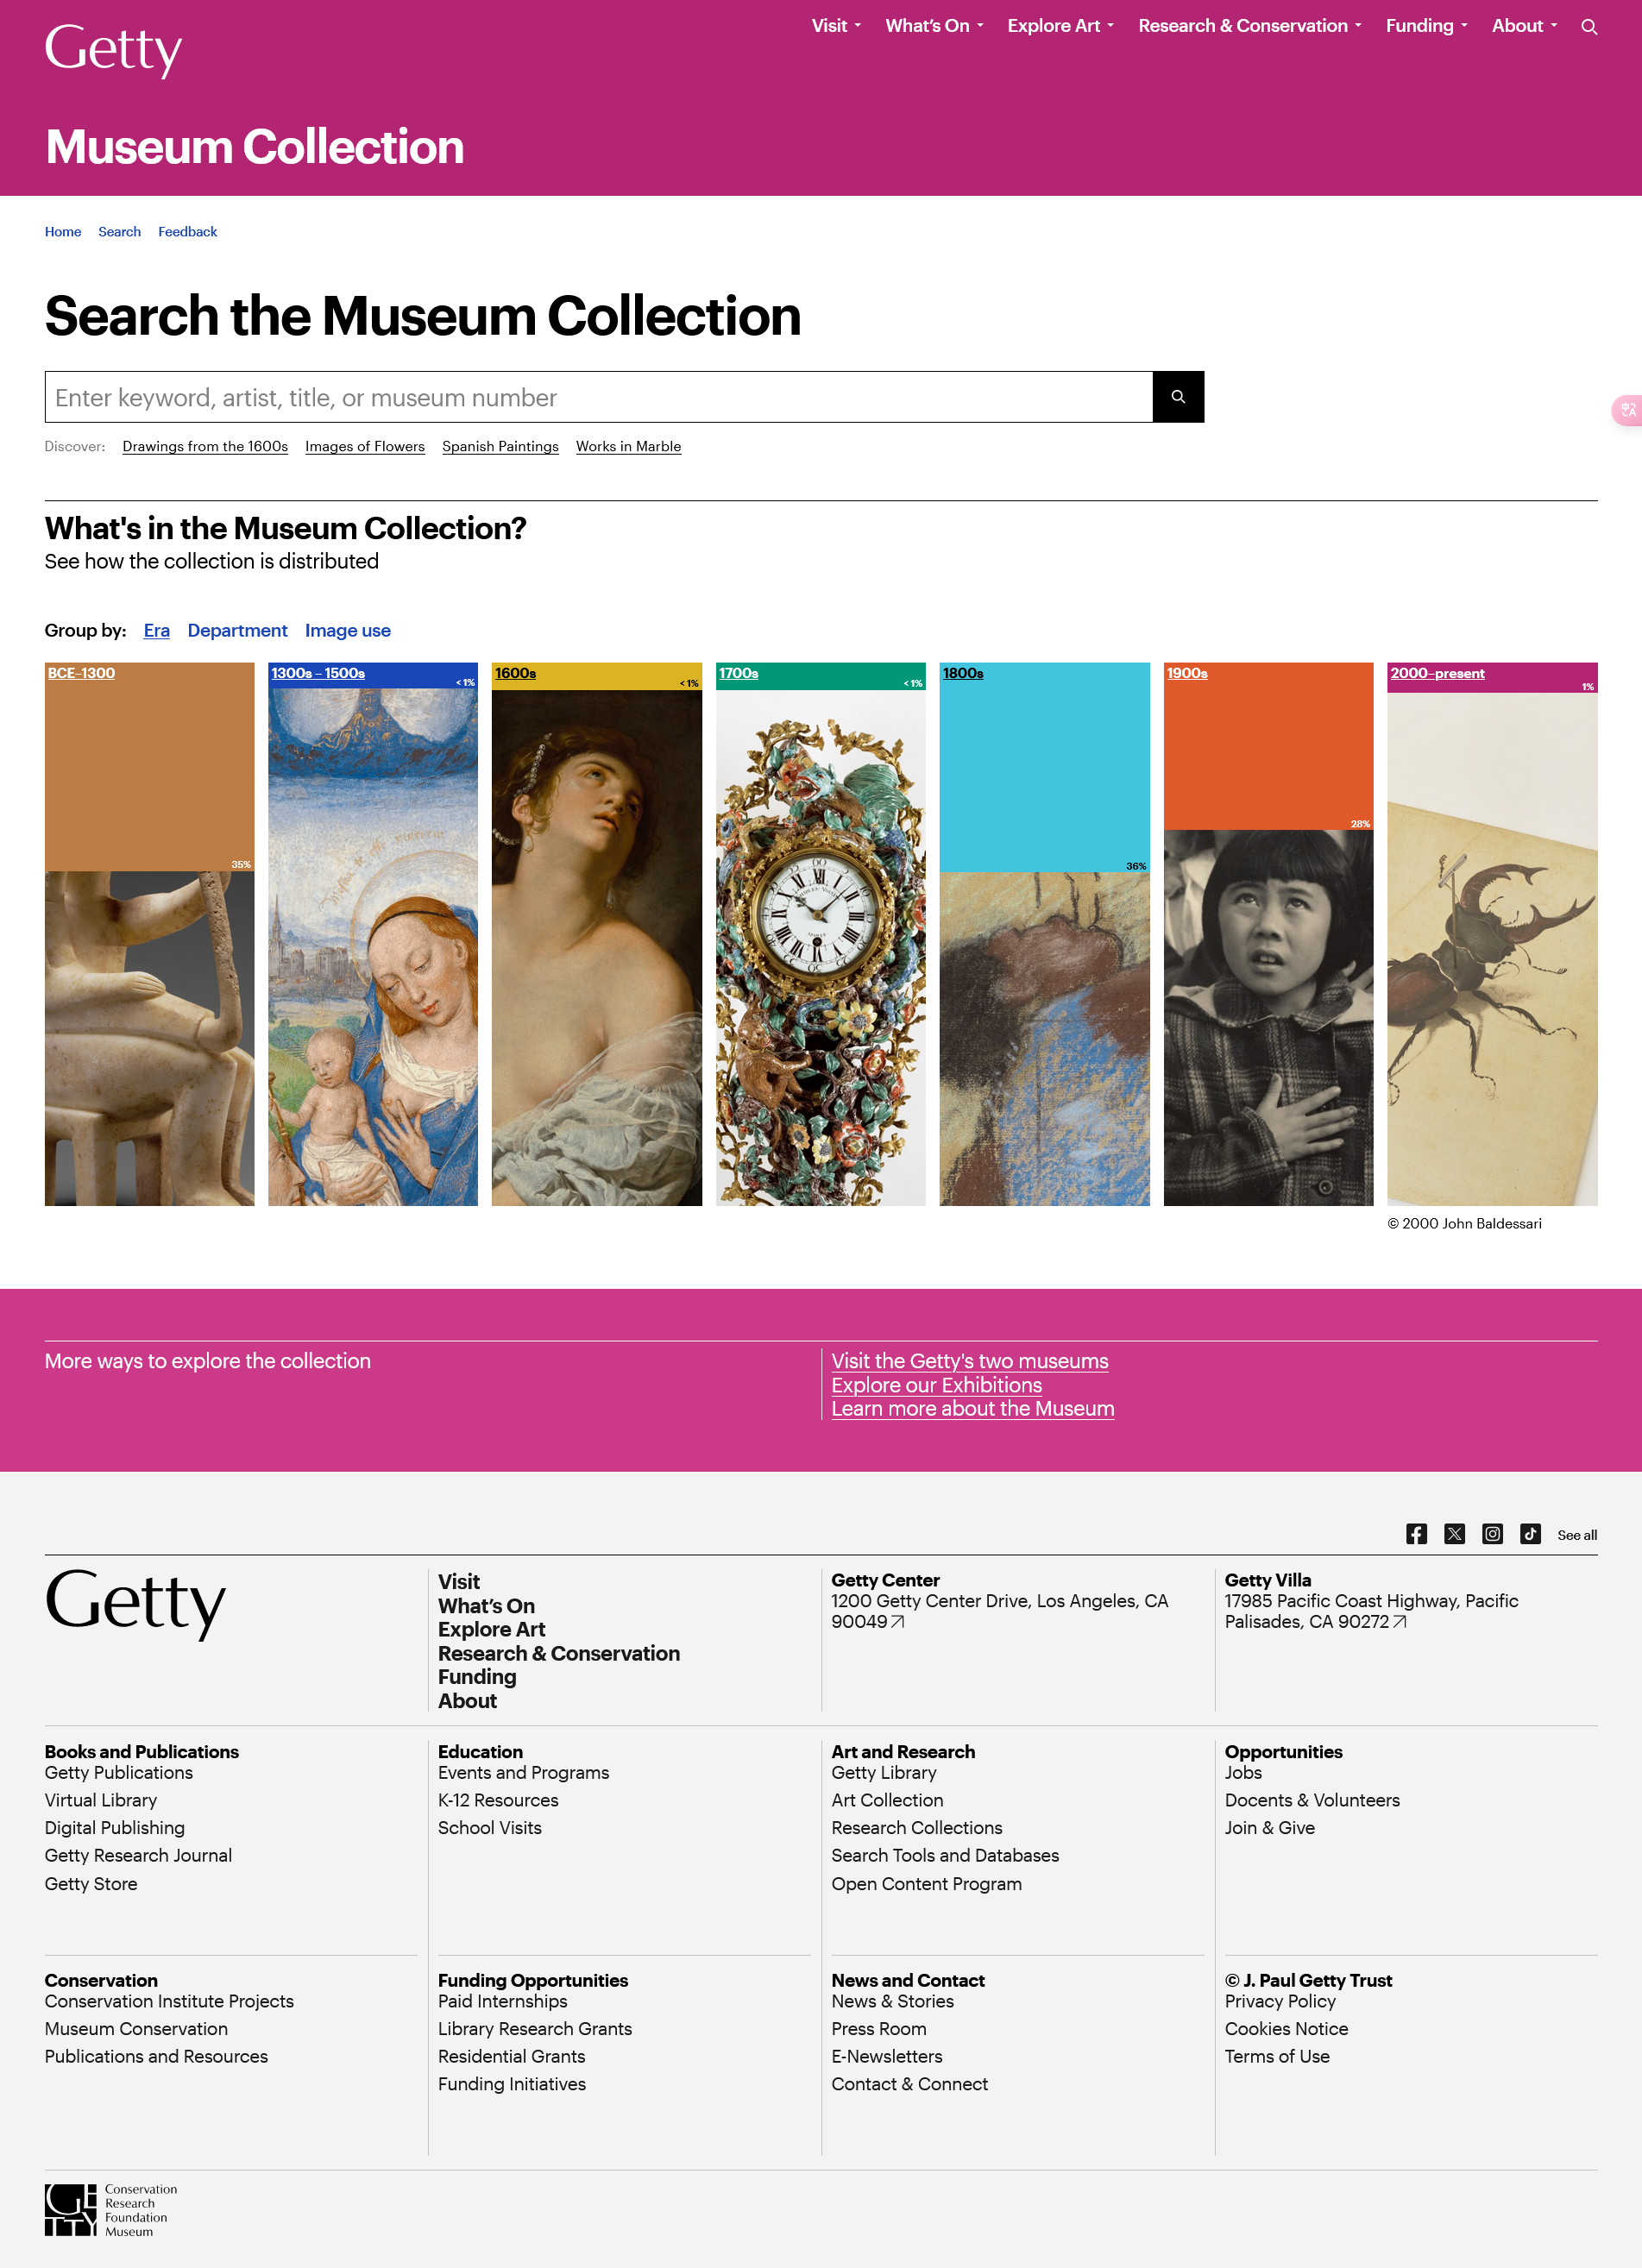 Getty
Visit
What’s On
Explore Art
Research & Conservation
Funding
About
Museum Collection
Home
Search
Feedback
Search the Museum Collection
Enter keyword, artist, title, or museum number
Discover:
Drawings from the 1600s
Images of Flowers
Spanish Paintings
Works in Marble
What's in the Museum Collection?
See how the collection is distributed
Group by:
Era
Department
Image use
BCE–1300
35%
1300s – 1500s
< 1%
1600s
< 1%
1700s
< 1%
1800s
36%
1900s
28%
2000–present
1%
© 2000 John Baldessari
More ways to explore the collection
Visit the Getty's two museums
Explore our Exhibitions
Learn more about the Museum
See all
Getty
Visit
What’s On
Explore Art
Research & Conservation
Funding
About
Getty Center
1200 Getty Center Drive, Los Angeles, CA
90049
Getty Villa
17985 Pacific Coast Highway, Pacific
Palisades, CA 90272
Books and Publications
Getty Publications
Virtual Library
Digital Publishing
Getty Research Journal
Getty Store
Education
Events and Programs
K-12 Resources
School Visits
Art and Research
Getty Library
Art Collection
Research Collections
Search Tools and Databases
Open Content Program
Opportunities
Jobs
Docents & Volunteers
Join & Give
Conservation
Conservation Institute Projects
Museum Conservation
Publications and Resources
Funding Opportunities
Paid Internships
Library Research Grants
Residential Grants
Funding Initiatives
News and Contact
News & Stories
Press Room
E-Newsletters
Contact & Connect
© J. Paul Getty Trust
Privacy Policy
Cookies Notice
Terms of Use
GETTY
Conservation
Research
Foundation
Museum